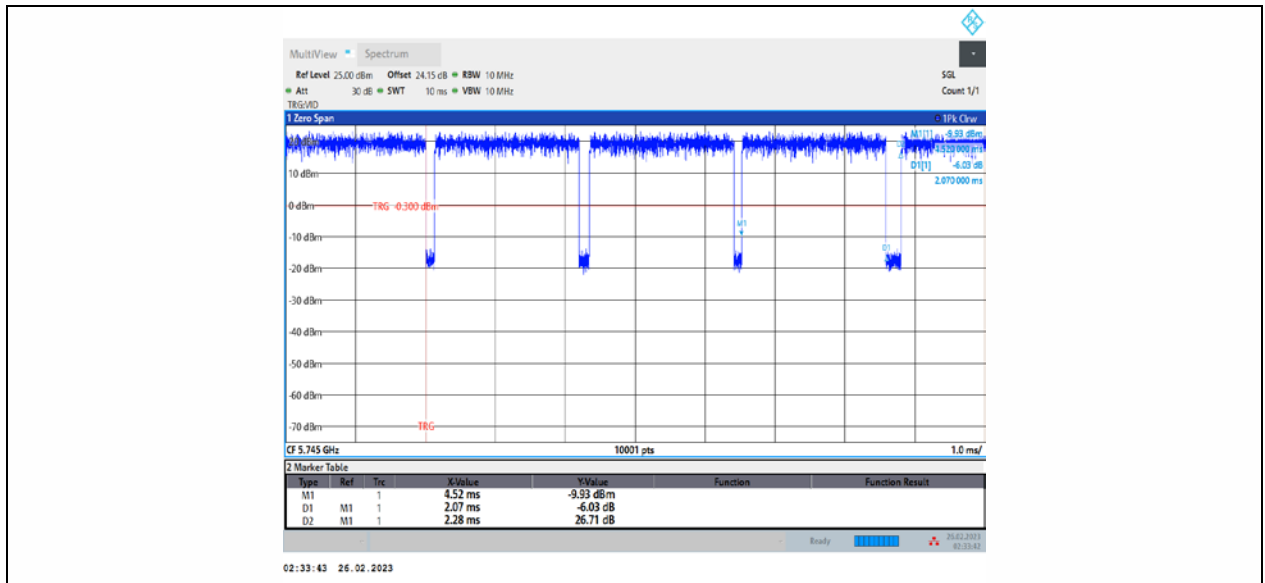 MultiView Spectrum
Ref Level 25.00 dBm Offset 24.15 dB RBW 10 MHz SGL
Att 30 dB SWT 10 ms VBW 10 MHz Count 1/1
TRG:VID
1 Zero Span 1Pk Clrw
M1[1] -9.93 dBm
4.520 000 ms
D1[1] -6.03 dB
2.070 000 ms
10 dBm
0 dBm TRG -0.300 dBm
M1
-10 dBm
D1
-20 dBm
-30 dBm
-40 dBm
-50 dBm
-60 dBm
-70 dBm TRG
CF 5.745 GHz 10001 pts 1.0 ms/
2 Marker Table
Type Ref Trc X-Value Y-Value Function Function Result
M1 1 4.52 ms -9.93 dBm
D1 M1 1 2.07 ms -6.03 dB
D2 M1 1 2.28 ms 26.71 dB
Ready 26.02.2023
02:33:42
02:33:43 26.02.2023